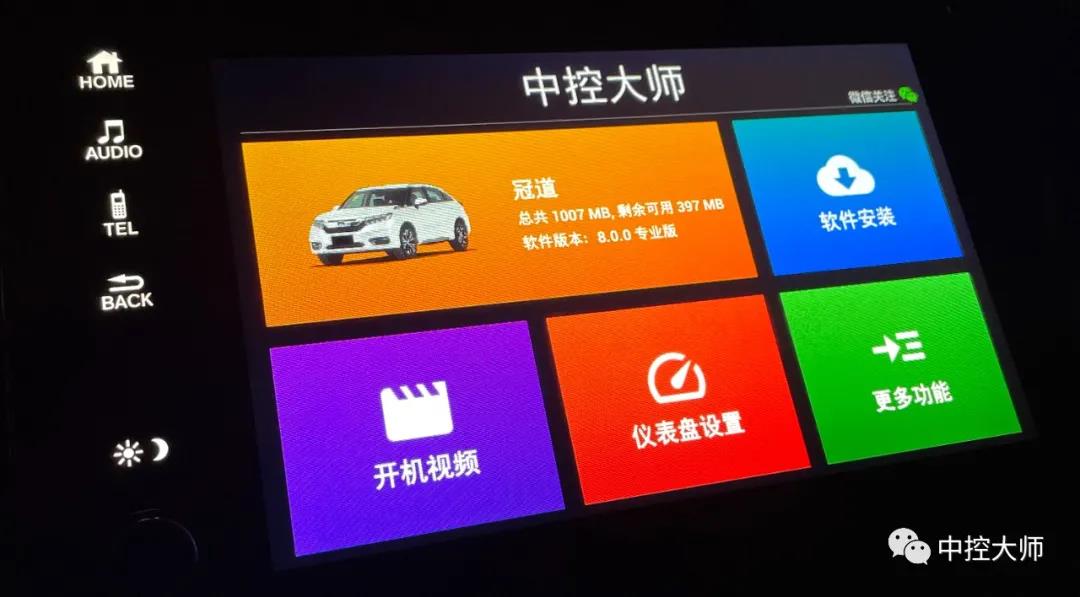 HOME
AUDIO
TEL
BACK
中控大师
微信关注
冠道
总共 1007 MB, 剩余可用 397 MB
软件版本：8.0.0 专业版
软件安装
开机视频
仪表盘设置
更多功能
中控大师